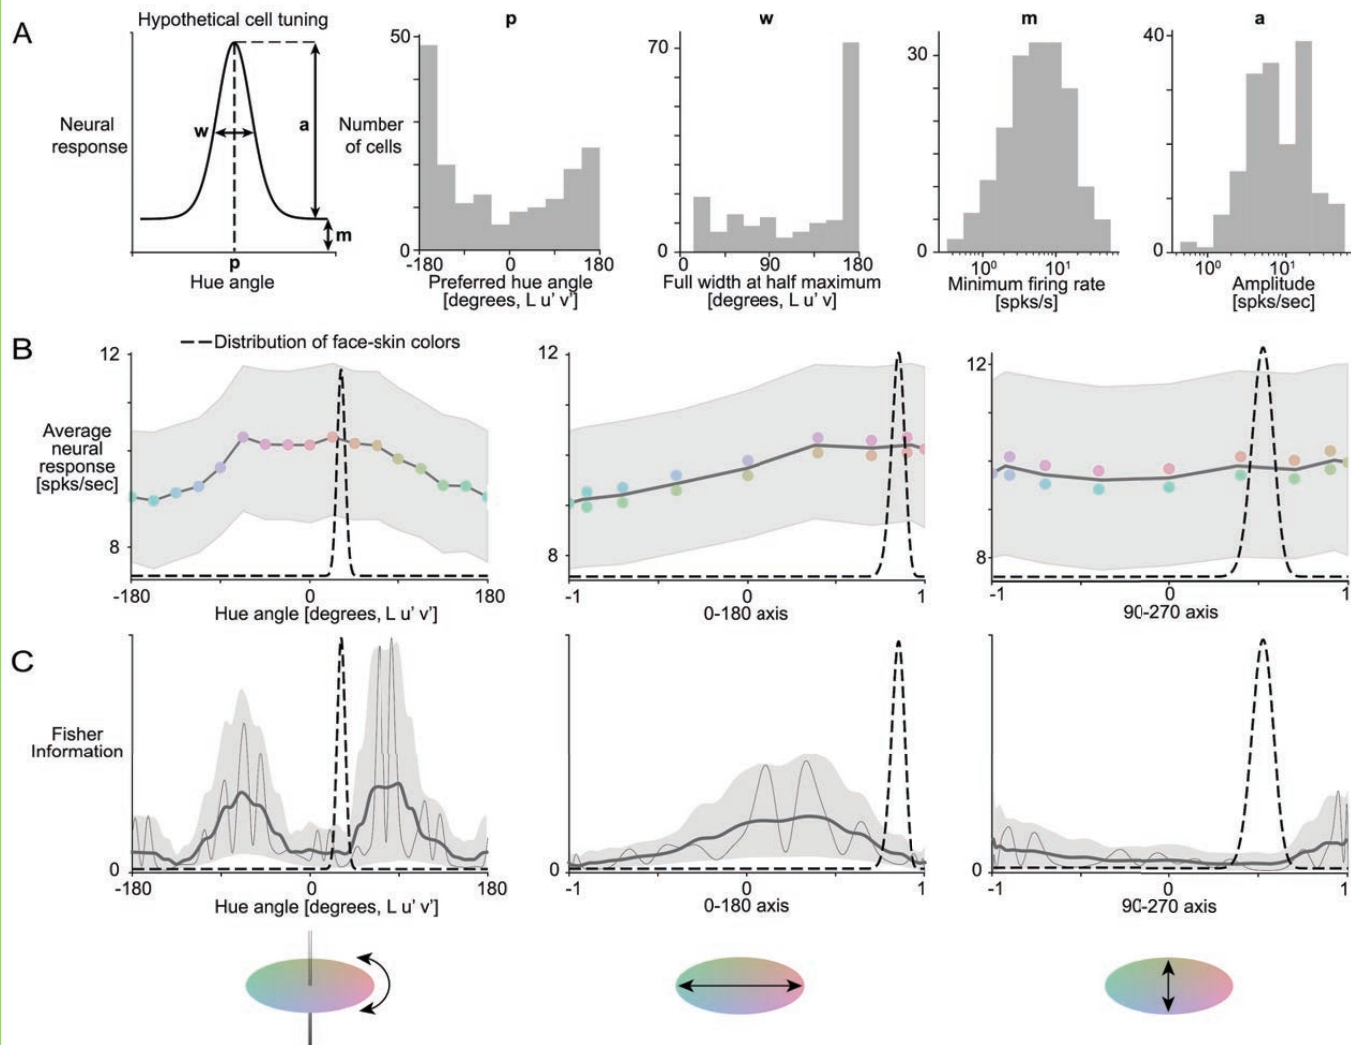 A
Hypothetical cell tuning
p
w
m
a
Neural
response
w
a
m
p
Hue angle
Number
of cells
50
0
-180
0
180
Preferred hue angle
[degrees, L u' v']
70
0
0
90
180
Full width at half maximum
[degrees, L u' v]
30
0
10⁰
10¹
Minimum firing rate
[spks/s]
40
0
10⁰
10¹
Amplitude
[spks/sec]
B
Distribution of face-skin colors
Average
neural
response
[spks/sec]
12
8
-180
0
180
Hue angle [degrees, L u' v']
12
8
-1
0
1
0-180 axis
12
8
-1
0
1
90-270 axis
C
Fisher
Information
0
-180
0
180
Hue angle [degrees, L u' v']
0
-1
0
1
0-180 axis
0
-1
0
1
90-270 axis